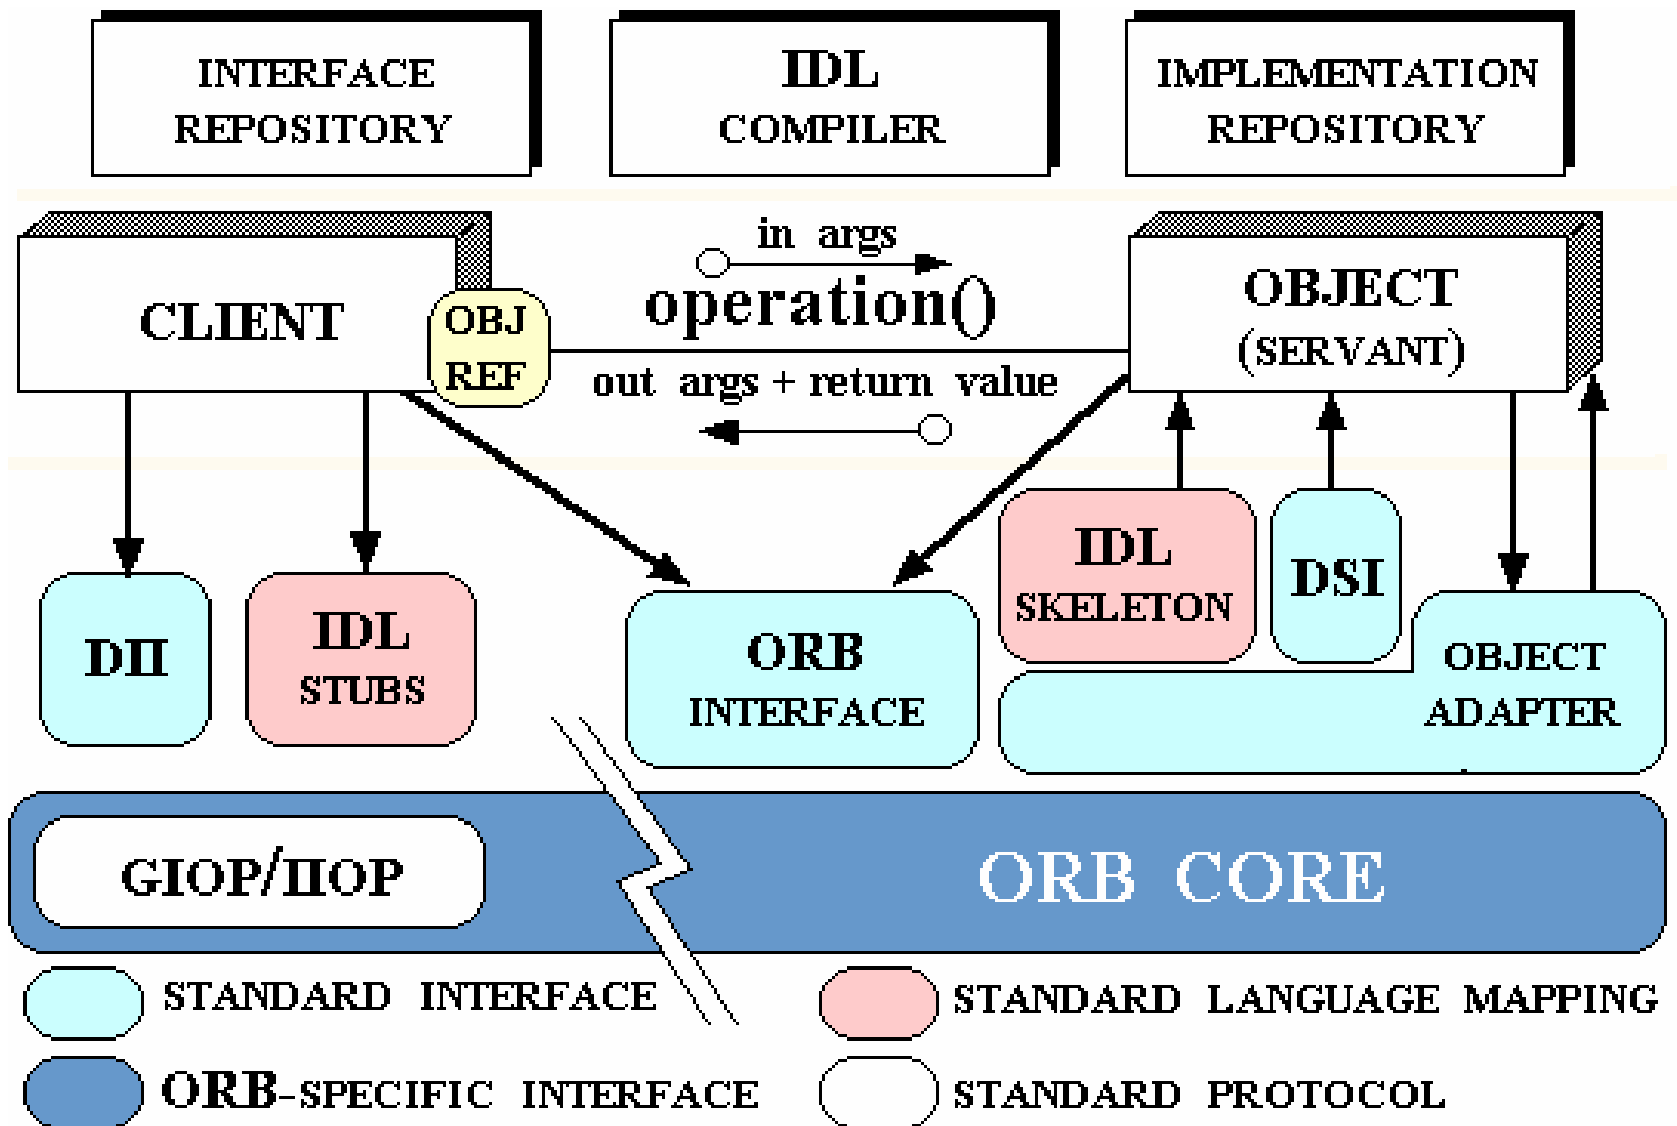 INTERFACE
REPOSITORY
IDL
COMPILER
IMPLEMENTATION
REPOSITORY
in args
operation()
out args + return value
CLIENT
OBJ
REF
OBJECT
(SERVANT)
DII
IDL
STUBS
ORB
INTERFACE
IDL
SKELETON
DSI
OBJECT
ADAPTER
GIOP/IIOP
ORB CORE
STANDARD INTERFACE
STANDARD LANGUAGE MAPPING
ORB-SPECIFIC INTERFACE
STANDARD PROTOCOL